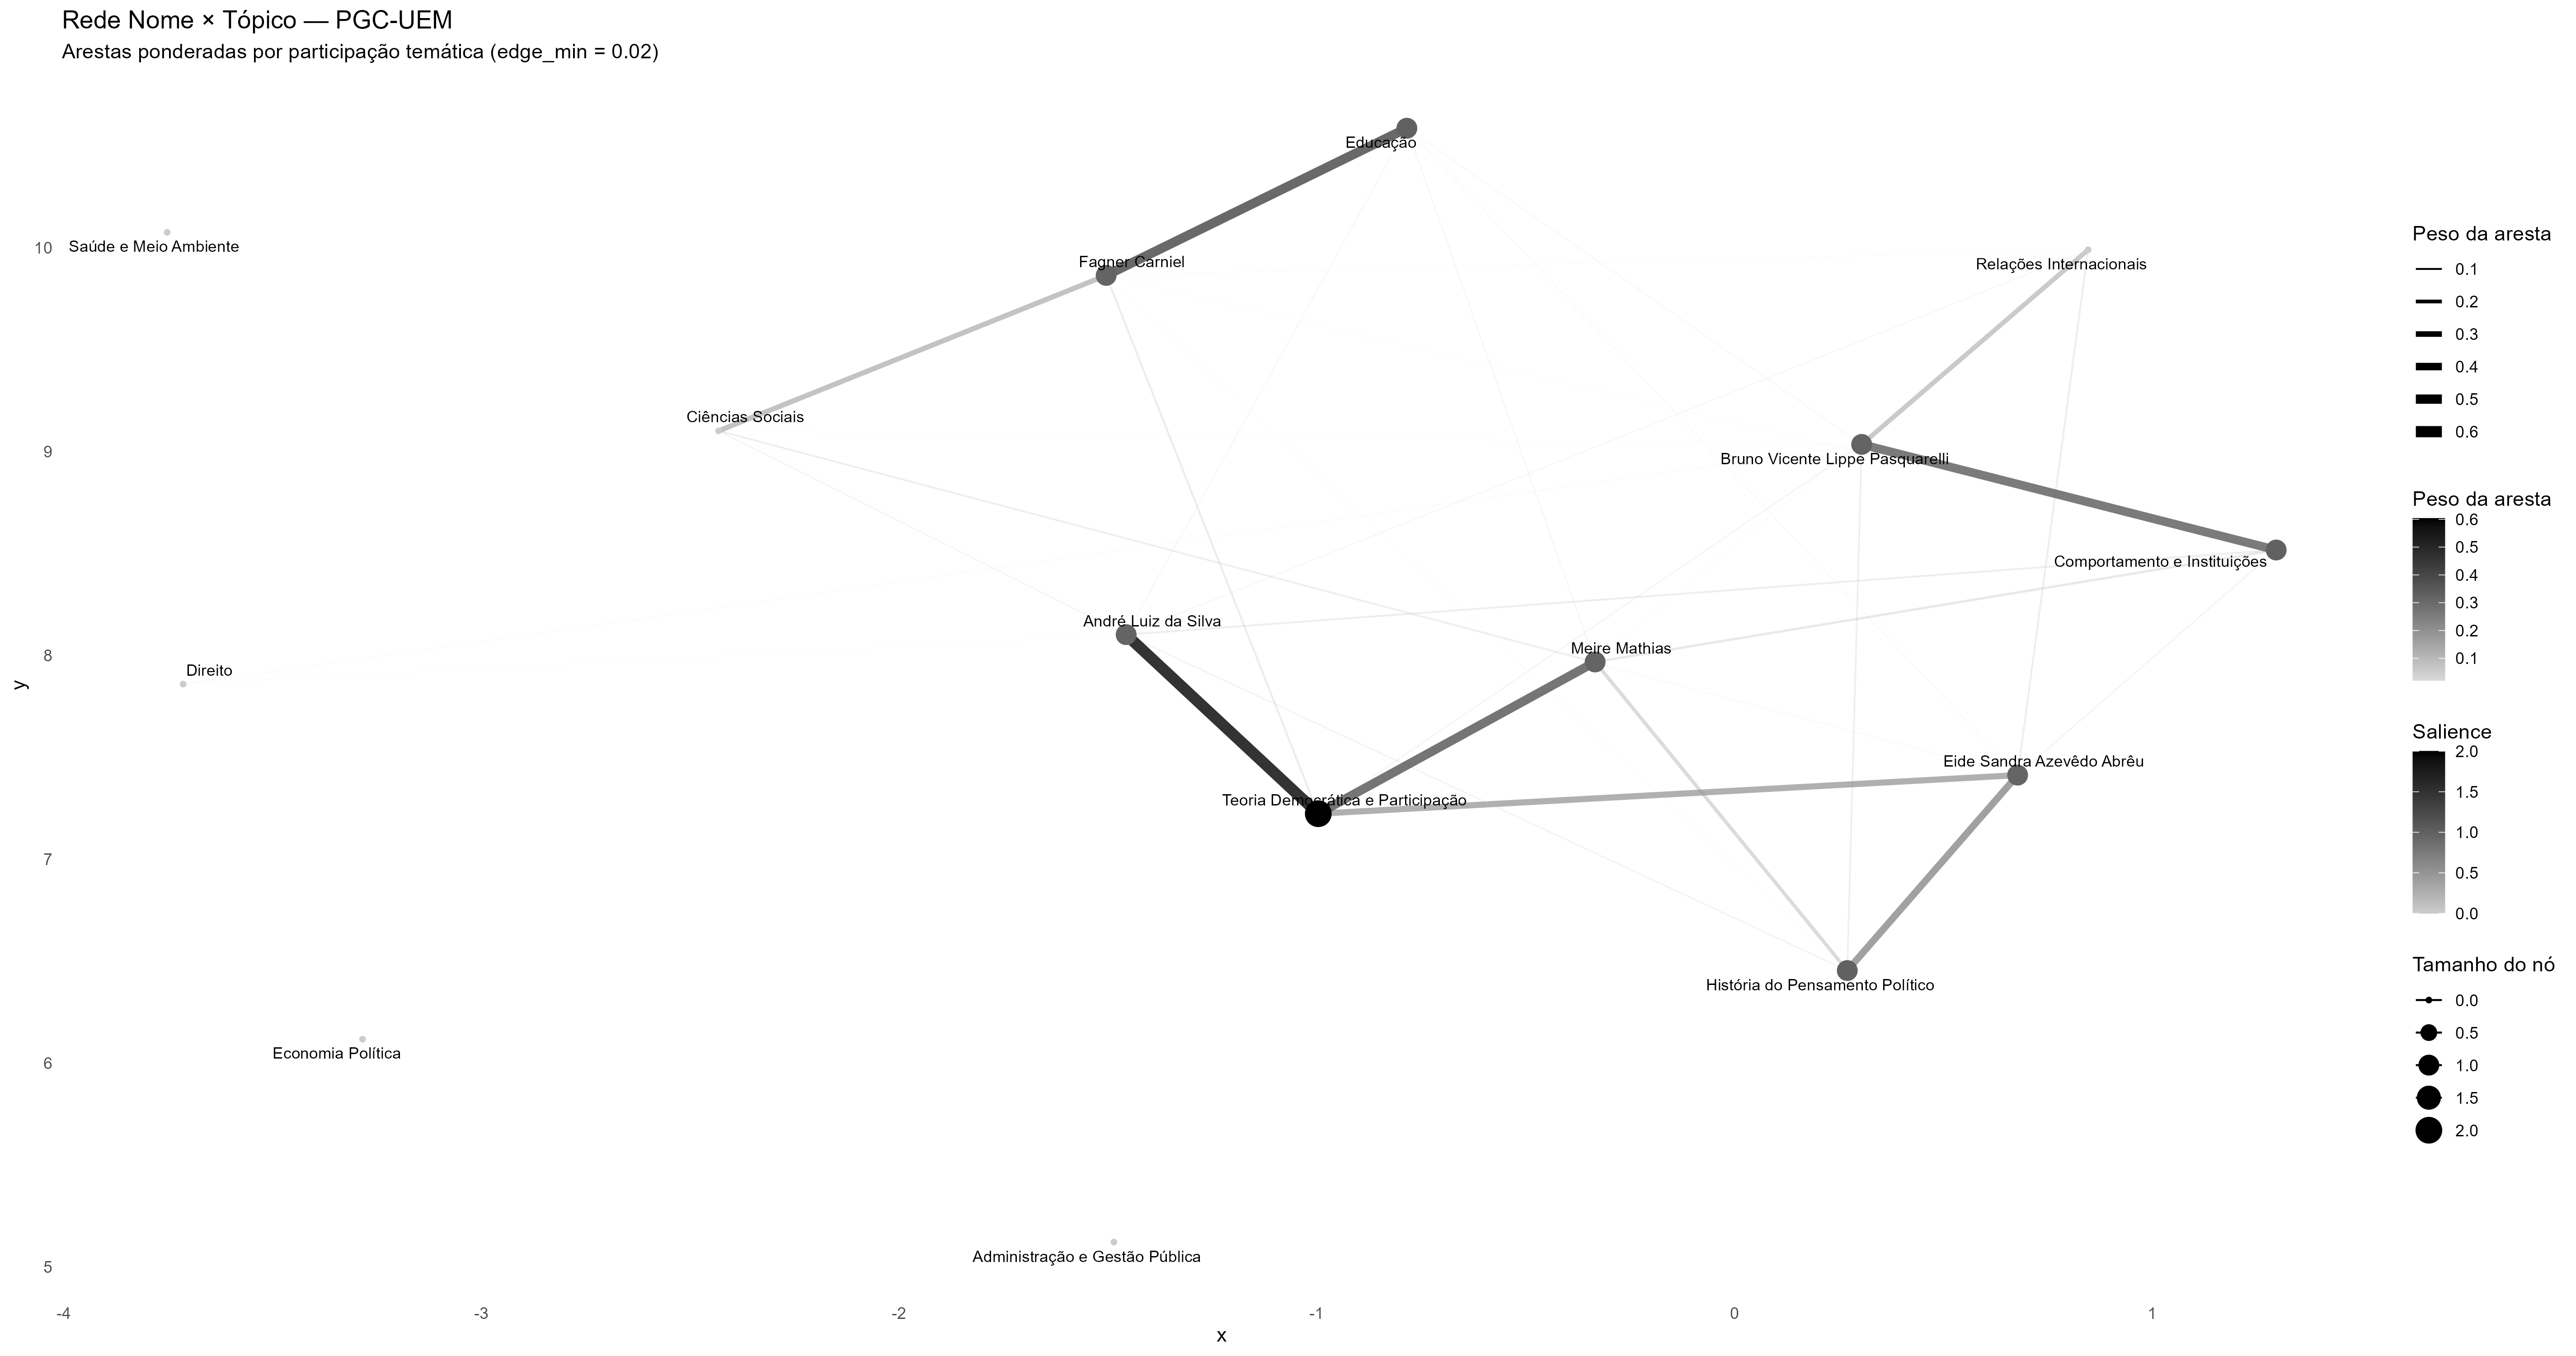 Rede Nome × Tópico — PGC-UEM
Arestas ponderadas por participação temática (edge_min = 0.02)
Educação
Saúde e Meio Ambiente
Fagner Carniel
Relações Internacionais
Ciências Sociais
Bruno Vicente Lippe Pasquarelli
Comportamento e Instituições
André Luiz da Silva
Meire Mathias
Direito
Eide Sandra Azevêdo Abrêu
Teoria Democrática e Participação
História do Pensamento Político
Economia Política
Administração e Gestão Pública
10
9
8
7
6
5
y
-4
-3
-2
-1
0
1
x
Peso da aresta
0.1
0.2
0.3
0.4
0.5
0.6
Peso da aresta
0.6
0.5
0.4
0.3
0.2
0.1
Salience
2.0
1.5
1.0
0.5
0.0
Tamanho do nó
0.0
0.5
1.0
1.5
2.0